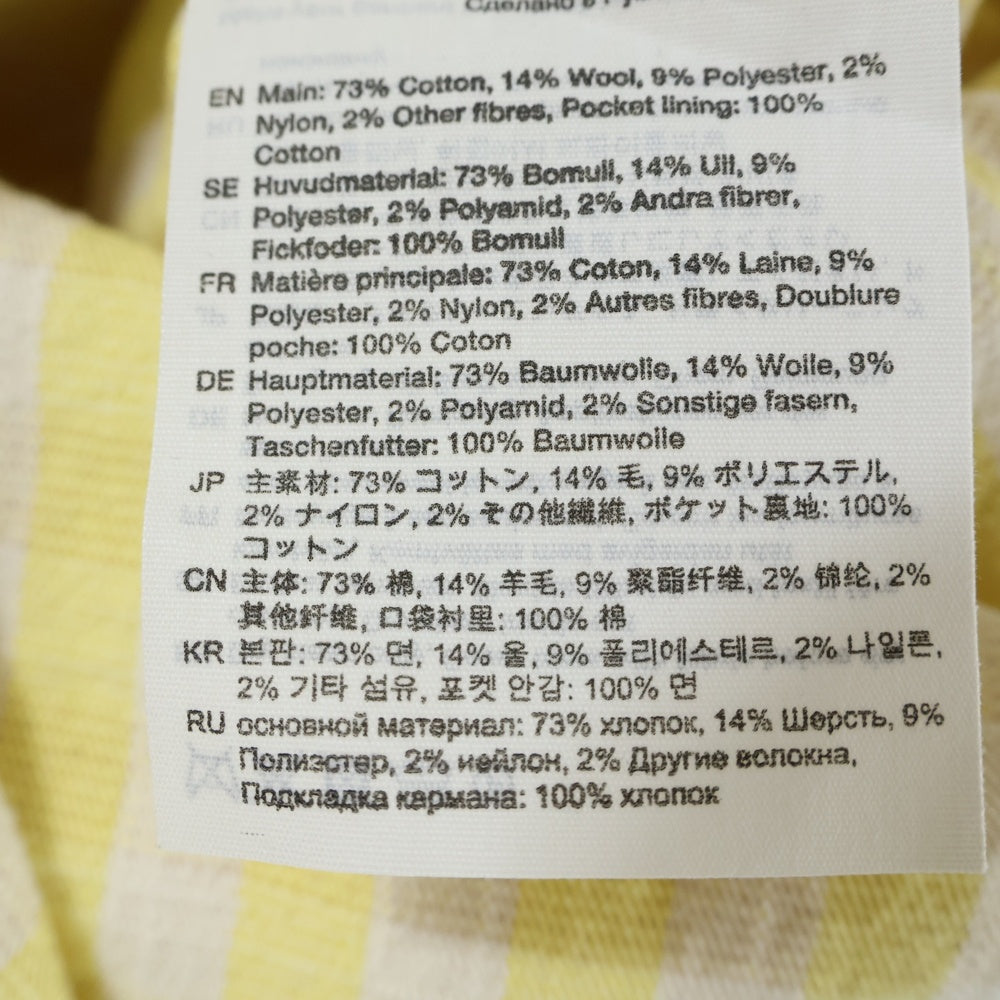 Сделано в
EN Main: 73% Cotton, 14% Wool, 9% Polyester, 2%
Nylon, 2% Other fibres, Pocket lining: 100%
Cotton
SE Huvudmaterial: 73% Bomull, 14% Ull, 9%
Polyester, 2% Polyamid, 2% Andra fibrer,
Fickfoder: 100% Bomull
FR Matière principale: 73% Coton, 14% Laine, 9%
Polyester, 2% Nylon, 2% Autres fibres, Doublure
poche: 100% Coton
DE Hauptmaterial: 73% Baumwolle, 14% Wolle, 9%
Polyester, 2% Polyamid, 2% Sonstige fasern,
Taschenfutter: 100% Baumwolle
JP 主素材: 73% コットン, 14% 毛, 9% ポリエステル,
2% ナイロン, 2% その他繊維, ポケット裏地: 100%
コットン
CN 主体: 73% 棉, 14% 羊毛, 9% 聚酯纤维, 2% 锦纶, 2%
其他纤维, 口袋衬里: 100% 棉
KR 본판: 73% 면, 14% 울, 9% 폴리에스테르, 2% 나일론,
2% 기타 섬유, 포켓 안감: 100% 면
RU основной материал: 73% хлопок, 14% Шерсть, 9%
Полиэстер, 2% нейлон, 2% Другие волокна,
Подкладка кармана: 100% хлопок